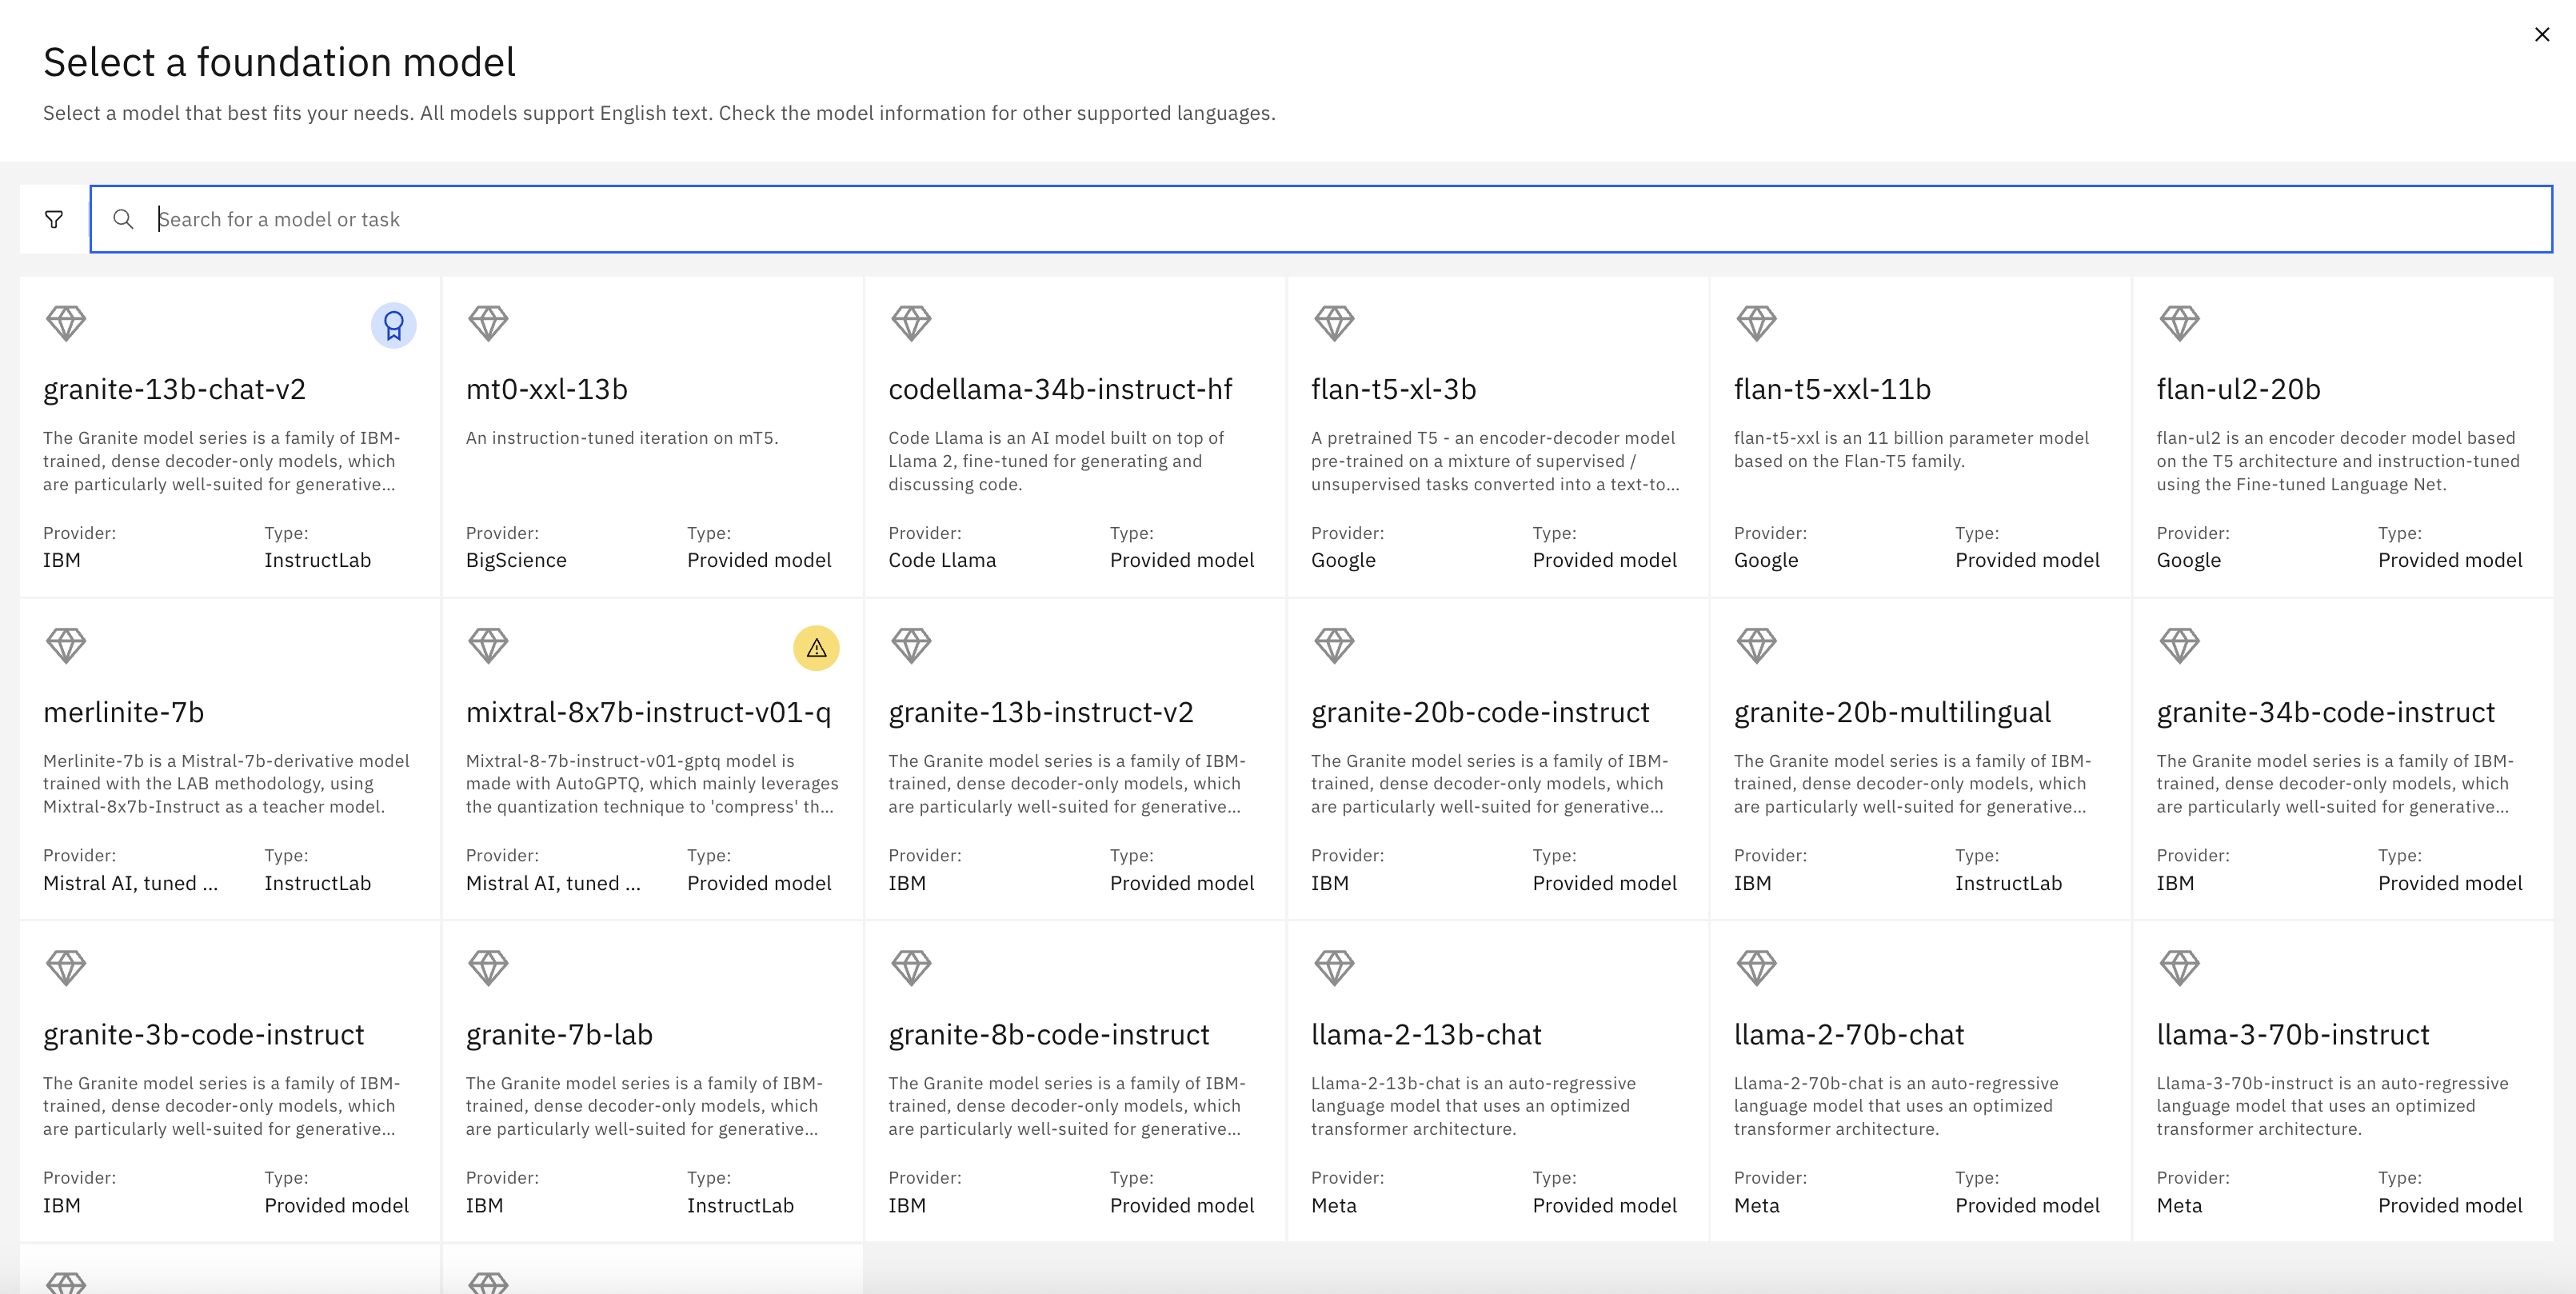 Select a foundation model
Select a model that best fits your needs. All models support English text. Check the model information for other supported languages.
Search for a model or task
granite-13b-chat-v2
The Granite model series is a family of IBM-
trained, dense decoder-only models, which
are particularly well-suited for generative...
Provider:
IBM
Type:
InstructLab
mt0-xxl-13b
An instruction-tuned iteration on mT5.
Provider:
BigScience
Type:
Provided model
codellama-34b-instruct-hf
Code Llama is an AI model built on top of
Llama 2, fine-tuned for generating and
discussing code.
Provider:
Code Llama
Type:
Provided model
flan-t5-xl-3b
A pretrained T5 - an encoder-decoder model
pre-trained on a mixture of supervised /
unsupervised tasks converted into a text-to...
Provider:
Google
Type:
Provided model
flan-t5-xxl-11b
flan-t5-xxl is an 11 billion parameter model
based on the Flan-T5 family.
Provider:
Google
Type:
Provided model
flan-ul2-20b
flan-ul2 is an encoder decoder model based
on the T5 architecture and instruction-tuned
using the Fine-tuned Language Net.
Provider:
Google
Type:
Provided model
merlinite-7b
Merlinite-7b is a Mistral-7b-derivative model
trained with the LAB methodology, using
Mixtral-8x7b-Instruct as a teacher model.
Provider:
Mistral AI, tuned ...
Type:
InstructLab
mixtral-8x7b-instruct-v01-q
Mixtral-8-7b-instruct-v01-gptq model is
made with AutoGPTQ, which mainly leverages
the quantization technique to 'compress' th...
Provider:
Mistral AI, tuned ...
Type:
Provided model
granite-13b-instruct-v2
The Granite model series is a family of IBM-
trained, dense decoder-only models, which
are particularly well-suited for generative...
Provider:
IBM
Type:
Provided model
granite-20b-code-instruct
The Granite model series is a family of IBM-
trained, dense decoder-only models, which
are particularly well-suited for generative...
Provider:
IBM
Type:
Provided model
granite-20b-multilingual
The Granite model series is a family of IBM-
trained, dense decoder-only models, which
are particularly well-suited for generative...
Provider:
IBM
Type:
InstructLab
granite-34b-code-instruct
The Granite model series is a family of IBM-
trained, dense decoder-only models, which
are particularly well-suited for generative...
Provider:
IBM
Type:
Provided model
granite-3b-code-instruct
The Granite model series is a family of IBM-
trained, dense decoder-only models, which
are particularly well-suited for generative...
Provider:
IBM
Type:
Provided model
granite-7b-lab
The Granite model series is a family of IBM-
trained, dense decoder-only models, which
are particularly well-suited for generative...
Provider:
IBM
Type:
InstructLab
granite-8b-code-instruct
The Granite model series is a family of IBM-
trained, dense decoder-only models, which
are particularly well-suited for generative...
Provider:
IBM
Type:
Provided model
llama-2-13b-chat
Llama-2-13b-chat is an auto-regressive
language model that uses an optimized
transformer architecture.
Provider:
Meta
Type:
Provided model
llama-2-70b-chat
Llama-2-70b-chat is an auto-regressive
language model that uses an optimized
transformer architecture.
Provider:
Meta
Type:
Provided model
llama-3-70b-instruct
Llama-3-70b-instruct is an auto-regressive
language model that uses an optimized
transformer architecture.
Provider:
Meta
Type:
Provided model